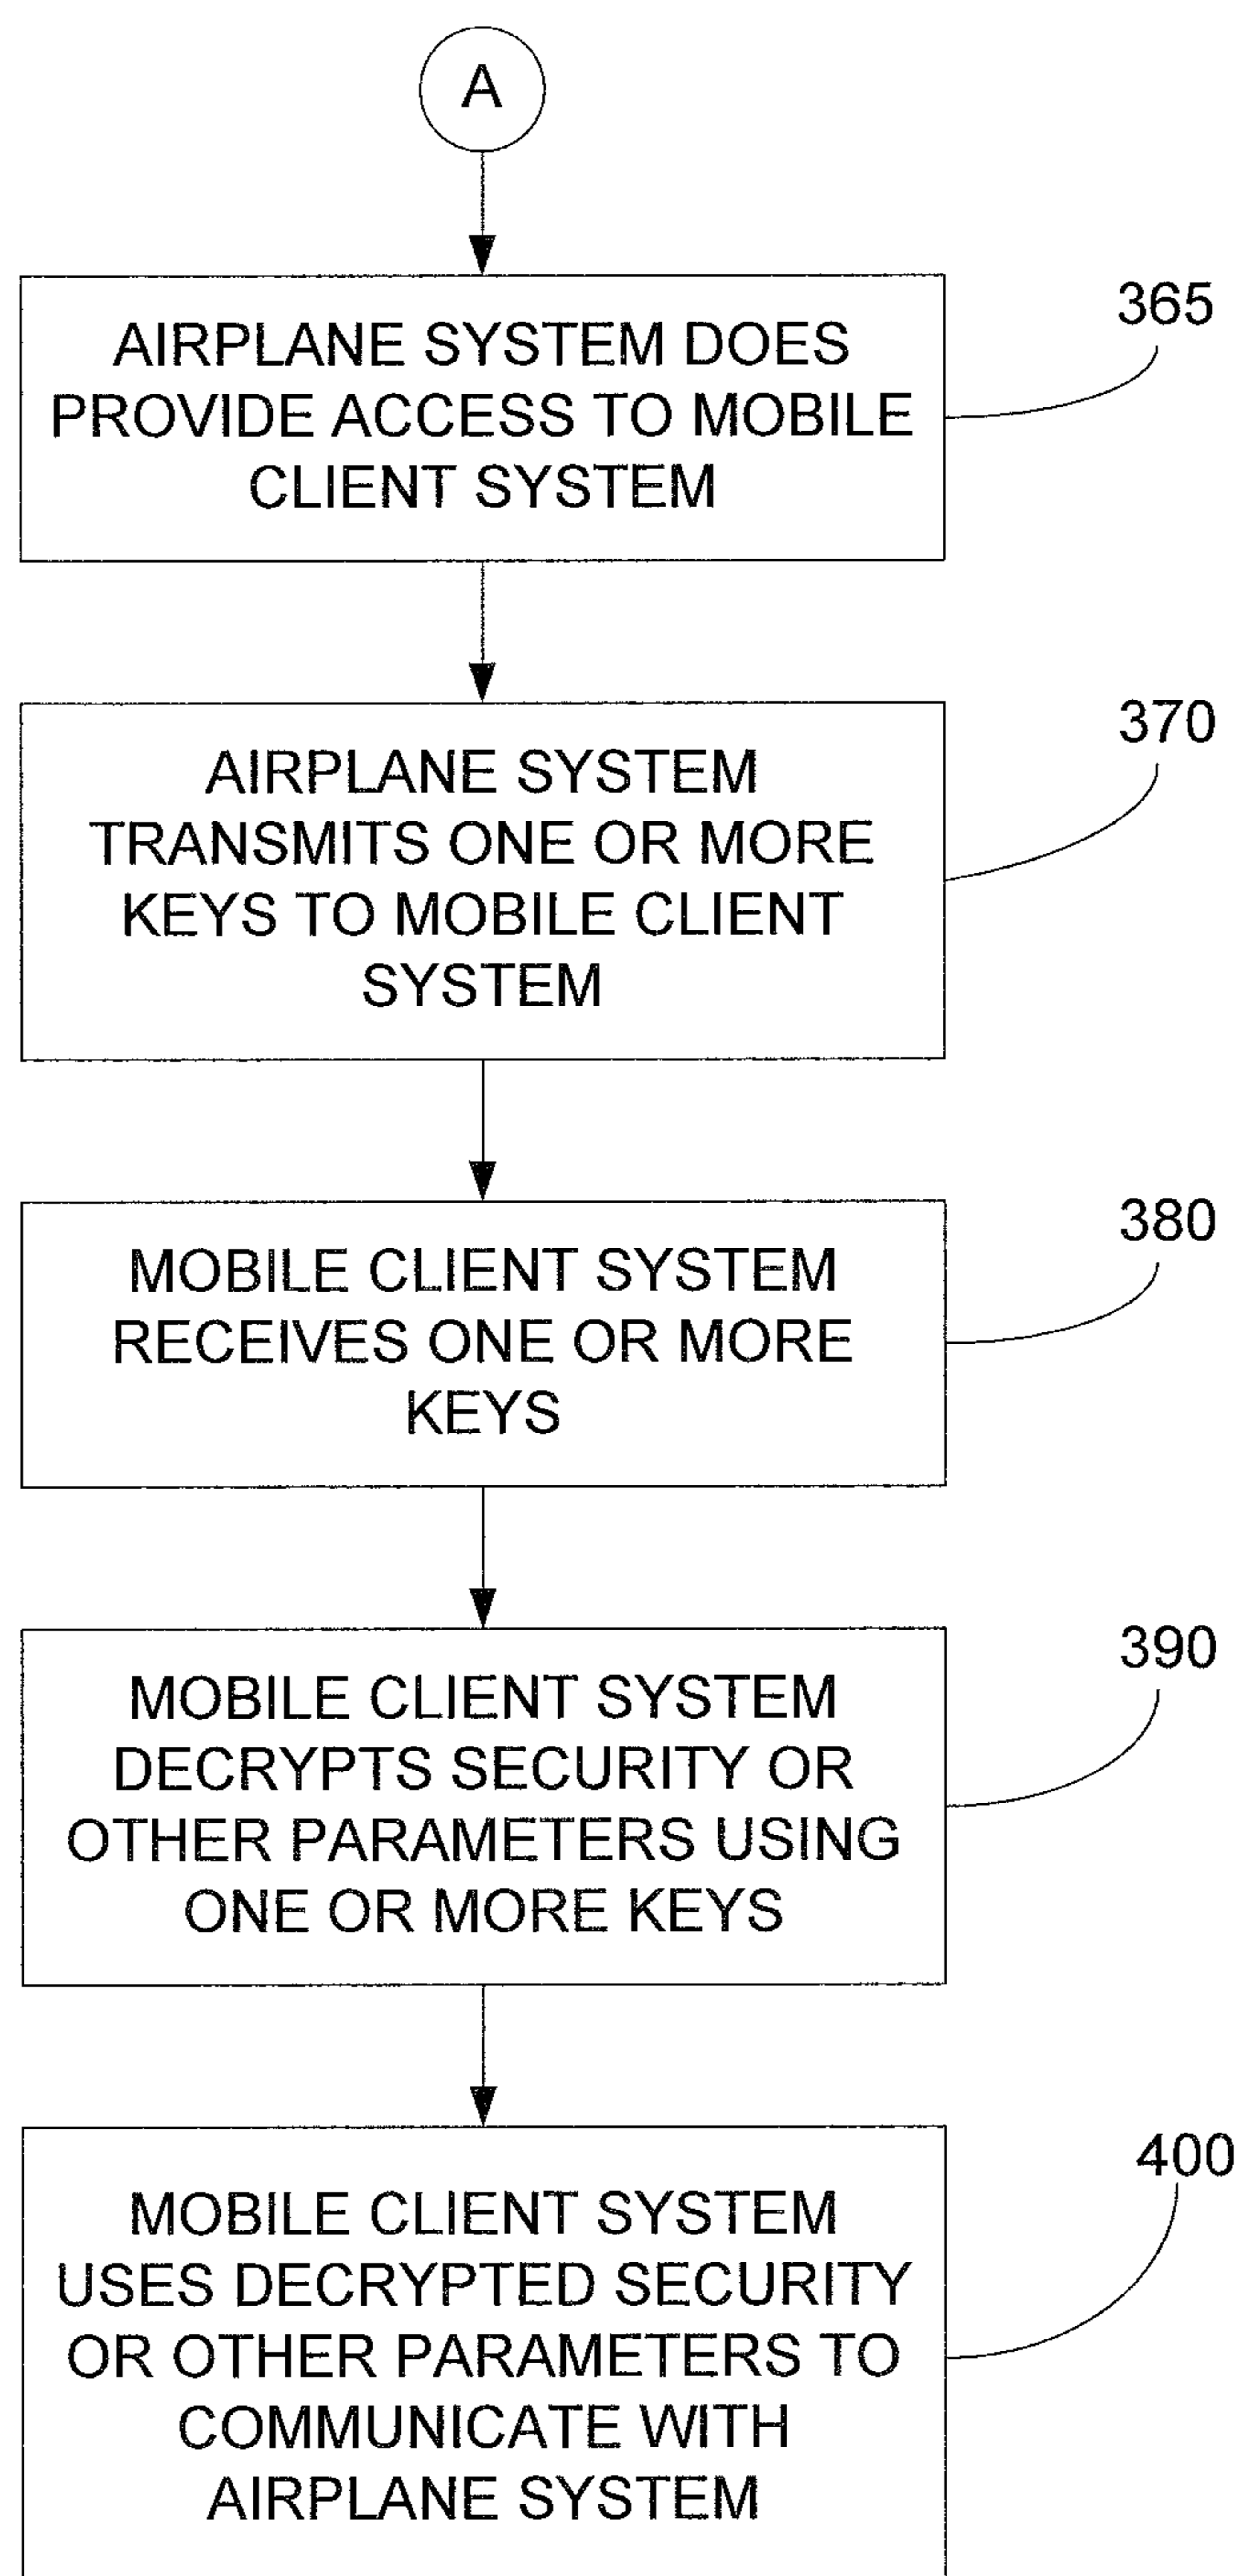 A
AIRPLANE SYSTEM DOES
PROVIDE ACCESS TO MOBILE
CLIENT SYSTEM
365
AIRPLANE SYSTEM
TRANSMITS ONE OR MORE
KEYS TO MOBILE CLIENT
SYSTEM
370
MOBILE CLIENT SYSTEM
RECEIVES ONE OR MORE
KEYS
380
MOBILE CLIENT SYSTEM
DECRYPTS SECURITY OR
OTHER PARAMETERS USING
ONE OR MORE KEYS
390
MOBILE CLIENT SYSTEM
USES DECRYPTED SECURITY
OR OTHER PARAMETERS TO
COMMUNICATE WITH
AIRPLANE SYSTEM
400